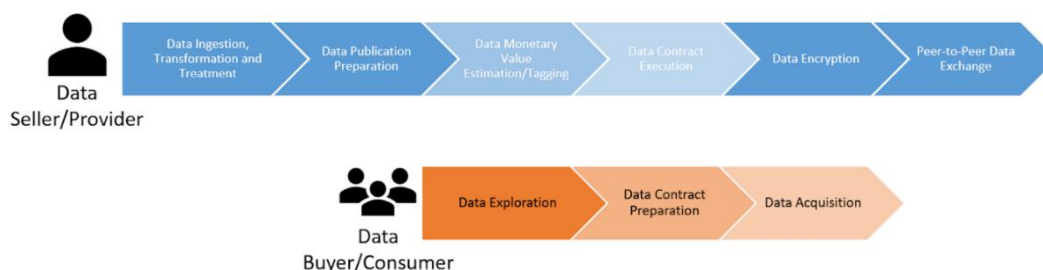 Data Ingestion,
Transformation and
Treatment
Data Publication
Preparation
Data Monetary
Value
Estimation/Tagging
Data Contract
Execution
Data Encryption
Peer-to-Peer Data
Exchange
Data
Seller/Provider
Data Exploration
Data Contract
Preparation
Data Acquisition
Data
Buyer/Consumer